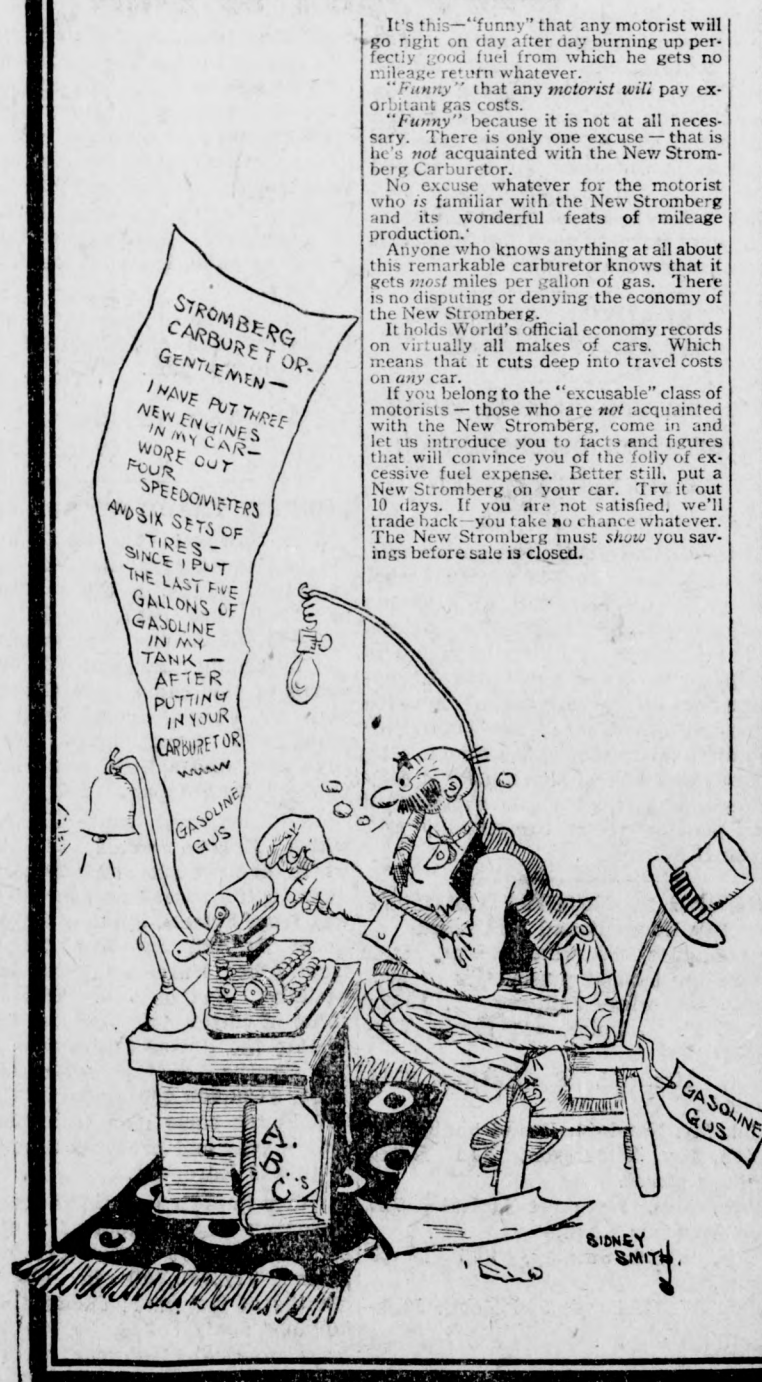 It's this—"funny" that any motorist will
go right on day after day burning up per-
fectly good fuel from which he gets no
mileage return whatever.
"Funny" that any motorist will pay ex-
orbitant gas costs.
"Funny" because it is not at all neces-
sary. There is only one excuse — that is
he's not acquainted with the New Strom-
berg Carburetor.
No excuse whatever for the motorist
who is familiar with the New Stromberg
and its wonderful feats of mileage
production.
Anyone who knows anything at all about
this remarkable carburetor knows that it
gets most miles per gallon of gas. There
is no disputing or denying the economy of
the New Stromberg.
It holds World's official economy records
on virtually all makes of cars. Which
means that it cuts deep into travel costs
on any car.
If you belong to the "excusable" class of
motorists — those who are not acquainted
with the New Stromberg, come in and
let us introduce you to facts and figures
that will convince you of the folly of ex-
cessive fuel expense. Better still, put a
New Stromberg on your car. Try it out
10 days. If you are not satisfied, we'll
trade back—you take no chance whatever.
The New Stromberg must show you sav-
ings before sale is closed.
STROMBERG
CARBURETOR-
GENTLEMEN—
I HAVE PUT THREE
NEW ENGINES
IN MY CAR—
WORE OUT
FOUR
SPEEDOMETERS
AND SIX SETS OF
TIRES —
SINCE I PUT
THE LAST FIVE
GALLONS OF
GASOLINE
IN MY
TANK —
AFTER
PUTTING
IN YOUR
CARBURETOR
GASOLINE
GUS
GASOLINE
GUS
A.
B.
C.'s
SIDNEY
SMITH.